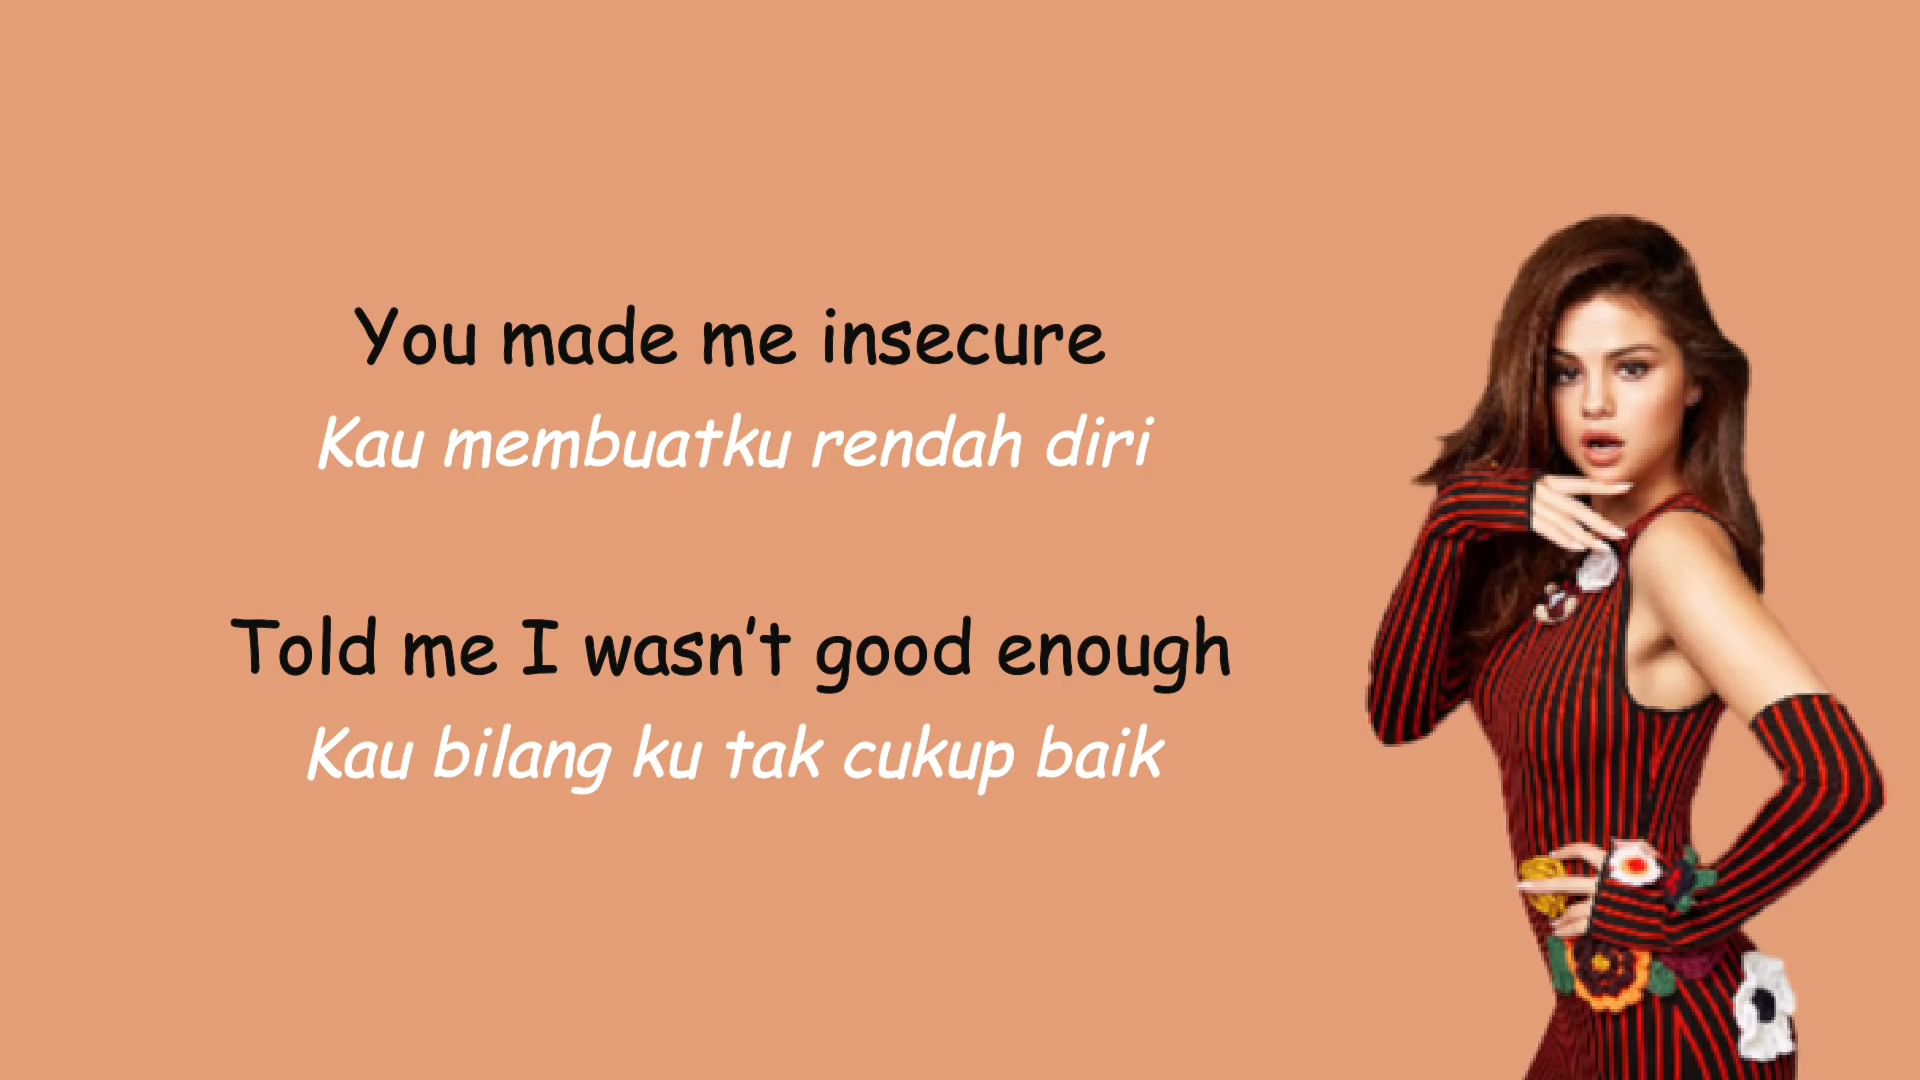 You made me insecure
Kau membuatku rendah diri
Told me I wasn't good enough
Kau bilang ku tak cukup baik